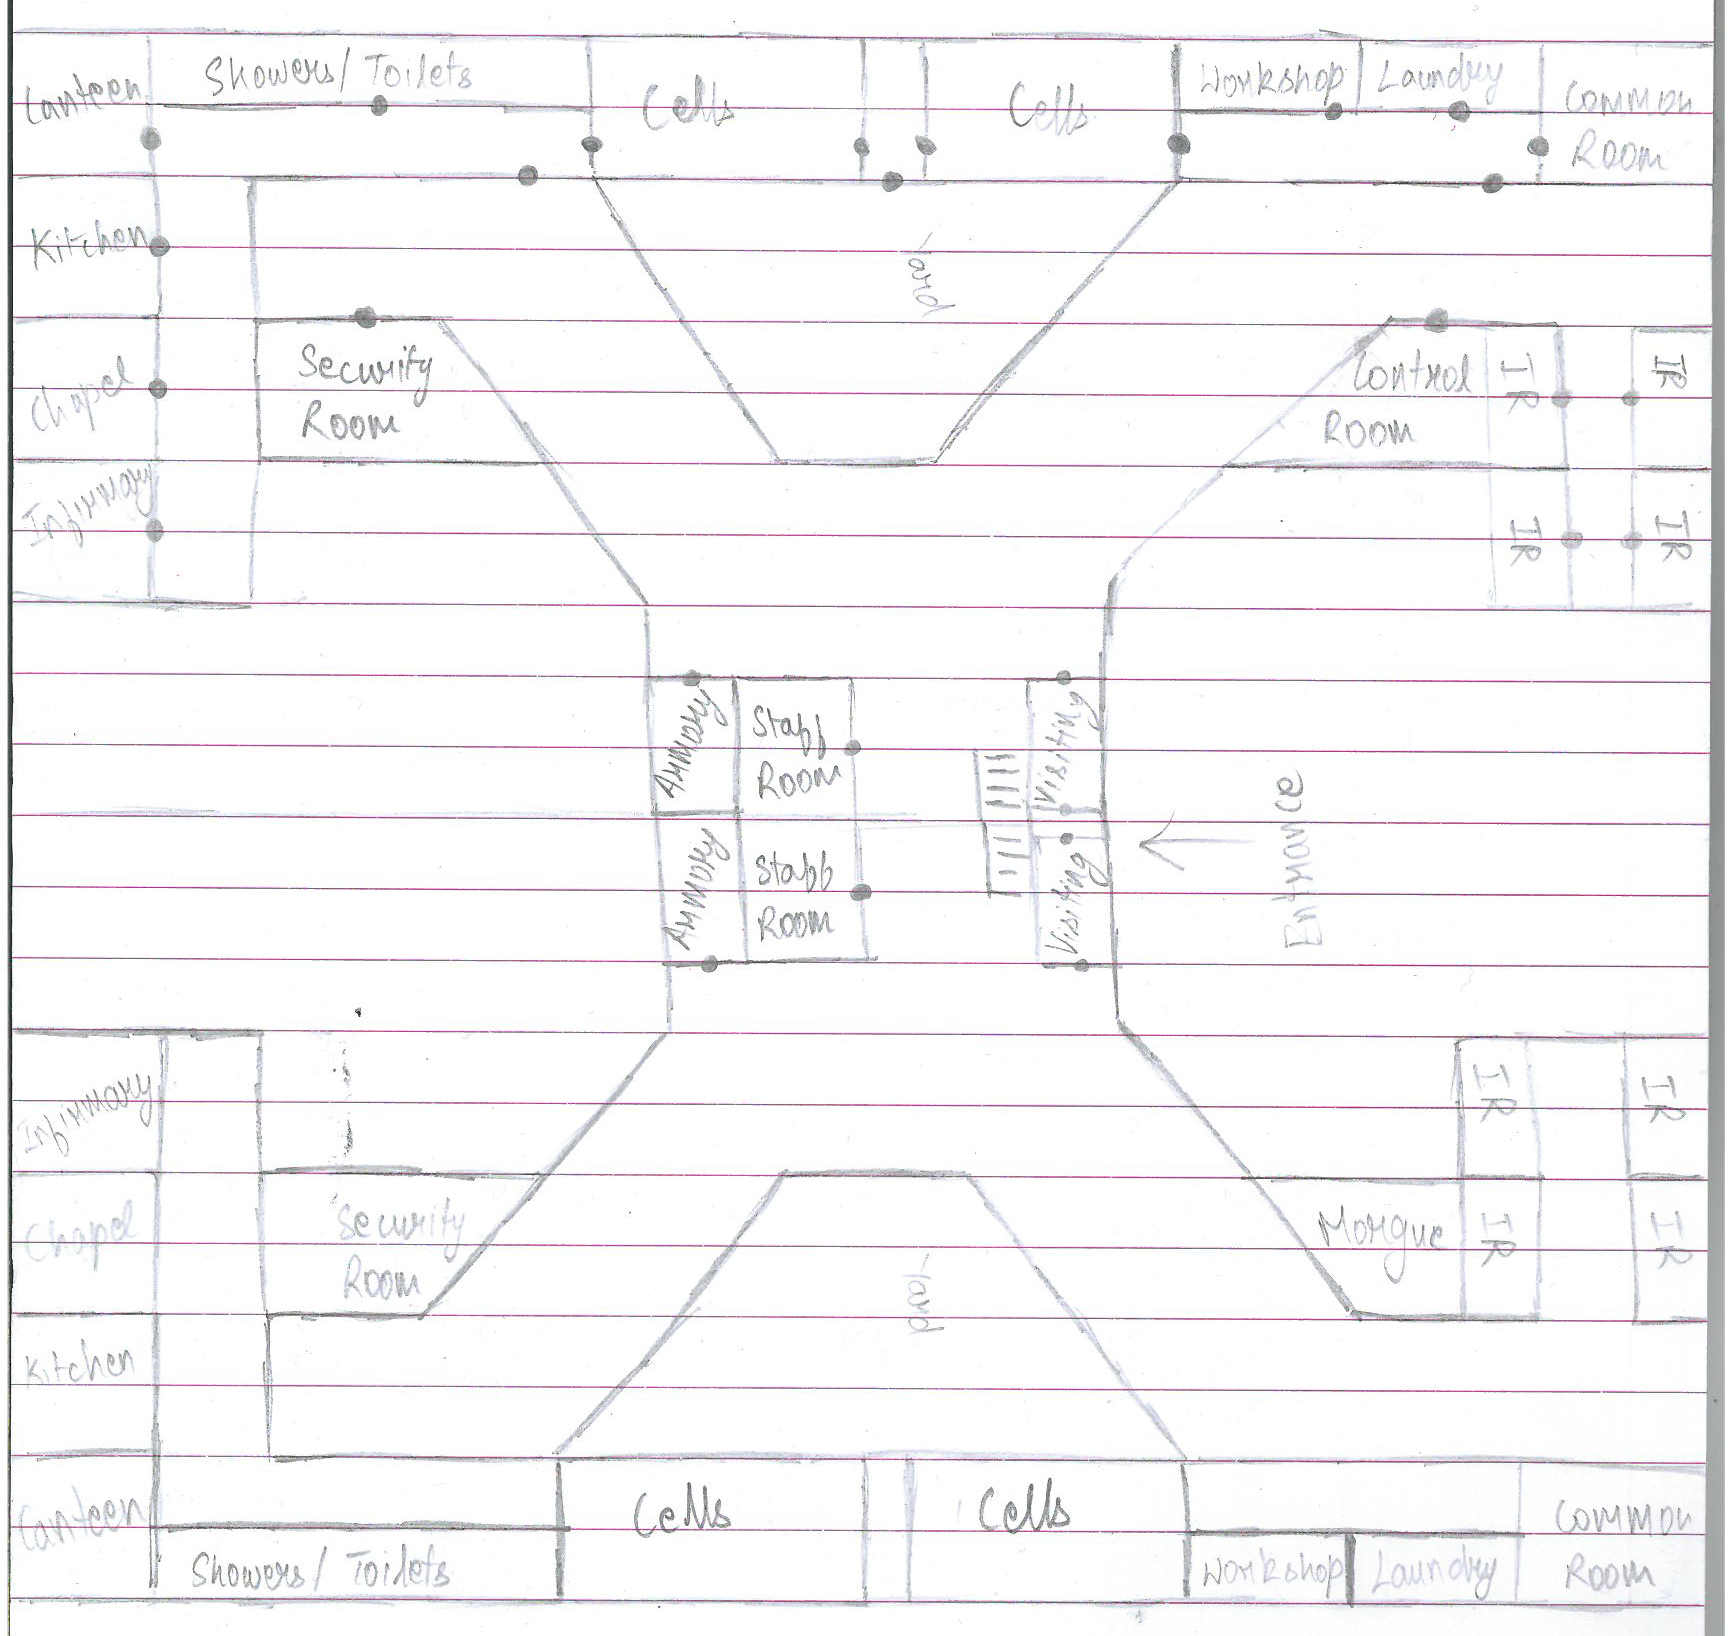 Canteen
Showers/ Toilets
Cells
Cells
Workshop
Laundry
Common
Room
Kitchen
Yard
Chapel
Security
Room
Control
Room
IR
IR
Infirmary
IR
IR
Armory
Staff
Room
Visiting
Armory
Staff
Room
Visiting
Entrance
Infirmary
IR
IR
Chapel
Security
Room
Morgue
IR
IR
Yard
Kitchen
Canteen
Cells
Cells
Common
Room
Showers/ Toilets
Workshop
Laundry